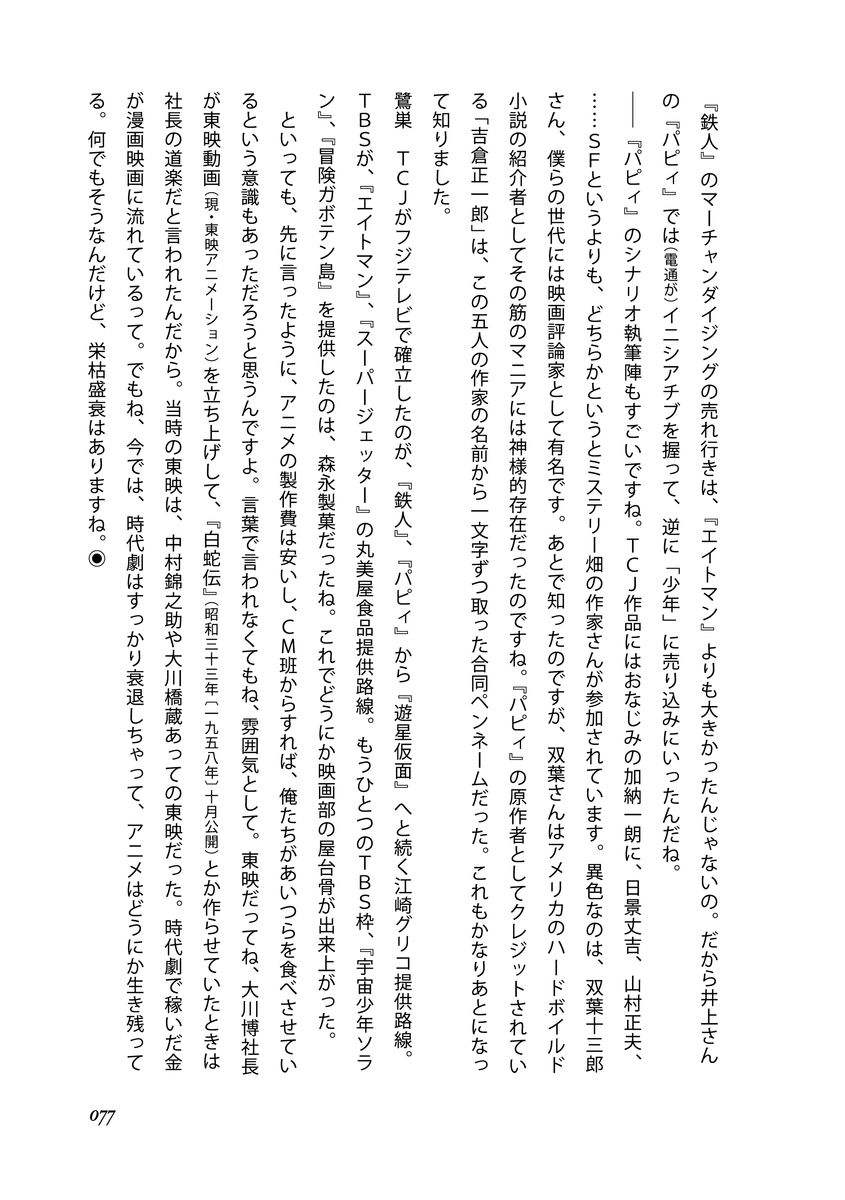 『鉄人』のマーチャンダイジングの売れ行きは、『エイトマン』よりも大きかったんじゃないの。だから井上さん
の『パピィ』では（電通が）イニシアチブを握って、逆に「少年」に売り込みにいったんだね。
――『パピィ』のシナリオ執筆陣もすごいですね。ＴＣＪ作品にはおなじみの加納一朗に、日景丈吉、山村正夫、
……ＳＦというよりも、どちらかというとミステリー畑の作家さんが参加されています。異色なのは、双葉十三郎
さん、僕らの世代には映画評論家として有名です。あとで知ったのですが、双葉さんはアメリカのハードボイルド
小説の紹介者としてその筋のマニアには神様的存在だったのですね。『パピィ』の原作者としてクレジットされてい
る「吉倉正一郎」は、この五人の作家の名前から一文字ずつ取った合同ペンネームだった。これもかなりあとになっ
て知りました。
鷺巣　ＴＣＪがフジテレビで確立したのが、『鉄人』、『パピィ』から『遊星仮面』へと続く江崎グリコ提供路線。
ＴＢＳが、『エイトマン』、『スーパージェッター』の丸美屋食品提供路線。もうひとつのＴＢＳ枠、『宇宙少年ソラ
ン』、『冒険ガボテン島』を提供したのは、森永製菓だったね。これでどうにか映画部の屋台骨が出来上がった。
といっても、先に言ったように、アニメの製作費は安いし、ＣＭ班からすれば、俺たちがあいつらを食べさせてい
るという意識もあっただろうと思うんですよ。言葉で言われなくてもね、雰囲気として。東映だってね、大川博社長
が東映動画（現・東映アニメーション）を立ち上げして、『白蛇伝』（昭和三十三年〔一九五八年〕十月公開）とか作らせていたときは
社長の道楽だと言われたんだから。当時の東映は、中村錦之助や大川橋蔵あっての東映だった。時代劇で稼いだ金
が漫画映画に流れているって。でもね、今では、時代劇はすっかり衰退しちゃって、アニメはどうにか生き残って
る。何でもそうなんだけど、栄枯盛衰はありますね。◉
077